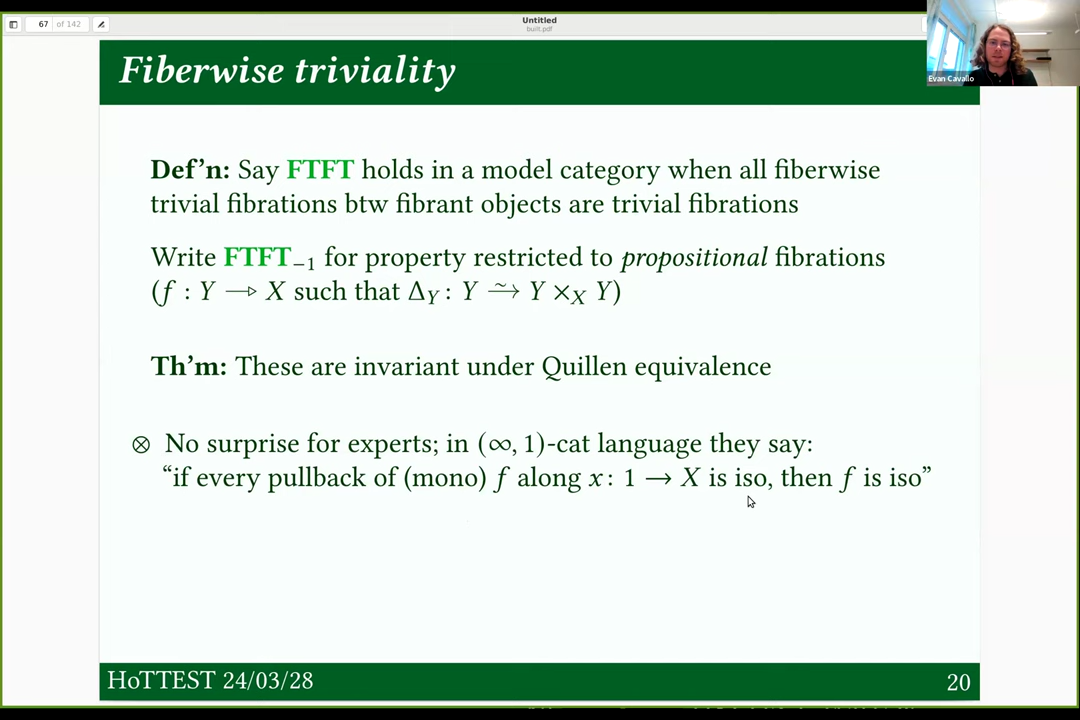 67 of 142
Untitled
built.pdf
Evan Cavallo
Fiberwise triviality
Def’n: Say FTFT holds in a model category when all fiberwise
trivial fibrations btw fibrant objects are trivial fibrations
Write FTFT₋₁ for property restricted to propositional fibrations
(f : Y ⇾ X such that Δ_Y : Y ⥲ Y ×_X Y)
Th’m: These are invariant under Quillen equivalence
⊗ No surprise for experts; in (∞, 1)-cat language they say:
“if every pullback of (mono) f along x : 1 → X is iso, then f is iso”
HoTTEST 24/03/28
20